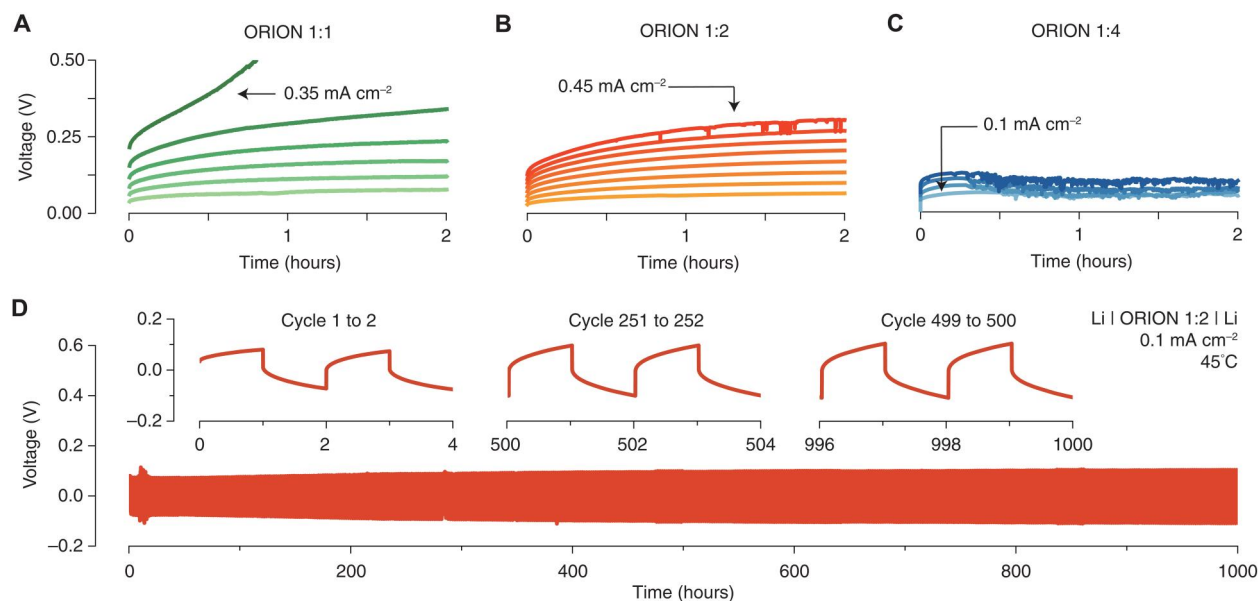 A
ORION 1:1
0.50
0.25
0.00
Voltage (V)
0.35 mA cm⁻²
0
1
2
Time (hours)
B
ORION 1:2
0.45 mA cm⁻²
0
1
2
Time (hours)
C
ORION 1:4
0.1 mA cm⁻²
0
1
2
Time (hours)
D
0.6
0.4
0.2
0.0
–0.2
Voltage (V)
0.2
0.0
–0.2
Cycle 1 to 2
0
2
4
Cycle 251 to 252
500
502
504
Cycle 499 to 500
996
998
1000
Li | ORION 1:2 | Li
0.1 mA cm⁻²
45°C
0
200
400
600
800
1000
Time (hours)